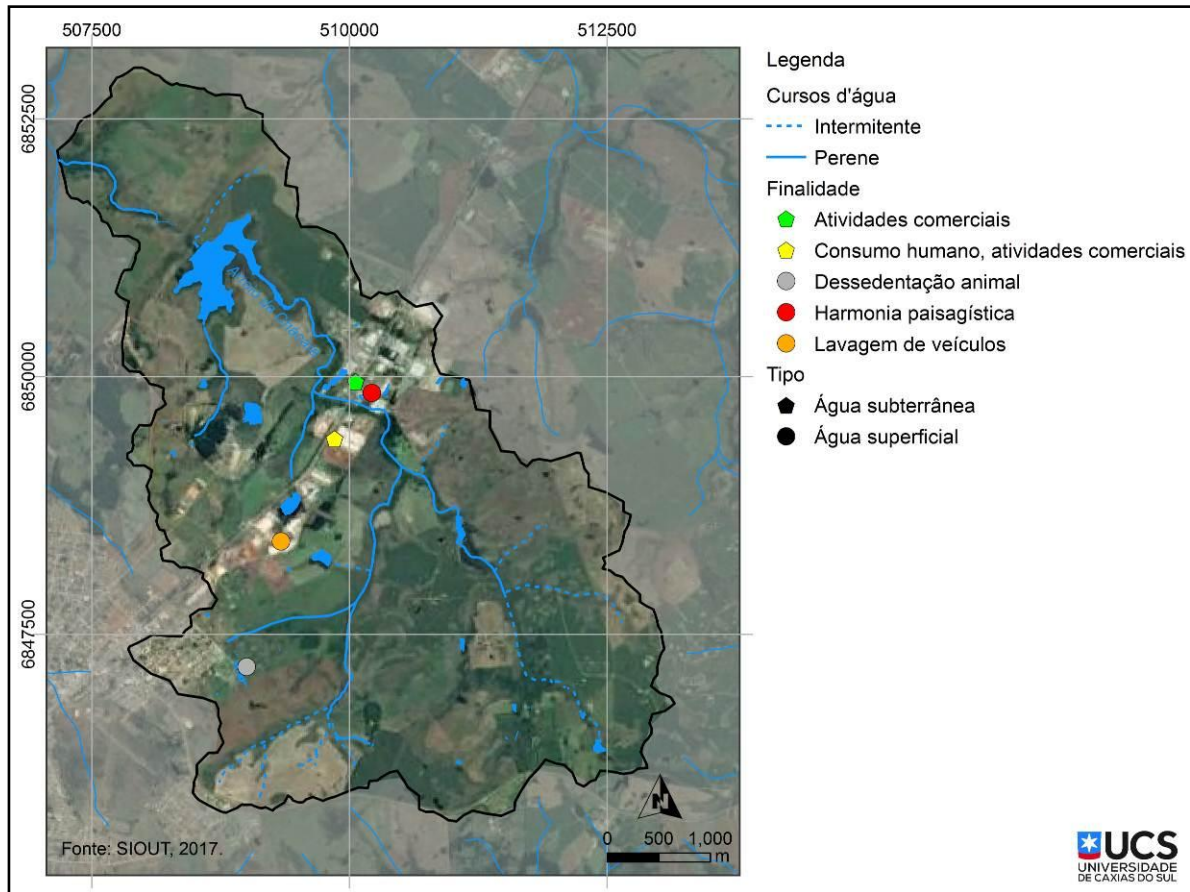 507500
510000
512500
6852500
6850000
6847500
Legenda
Cursos d'água
Intermitente
Perene
Finalidade
Atividades comerciais
Consumo humano, atividades comerciais
Dessedentação animal
Harmonia paisagística
Lavagem de veículos
Tipo
Água subterrânea
Água superficial
N
0 500 1,000
m
Fonte: SIOUT, 2017.
UCS
UNIVERSIDADE
DE CAXIAS DO SUL